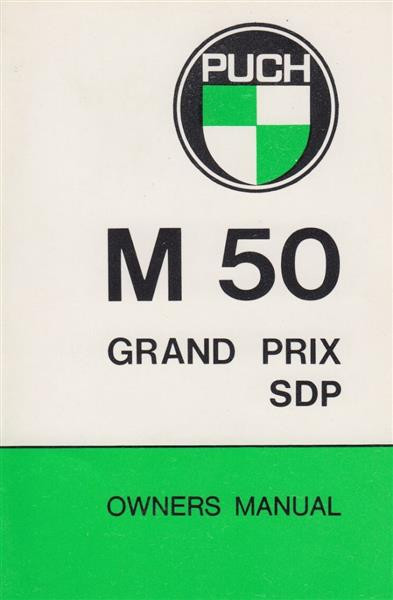 PUCH
M 50
GRAND PRIX
SDP
OWNERS MANUAL